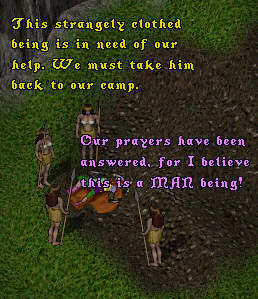 This strangely clothed
being is in need of our
help. We must take him
back to our camp.
Our prayers have been
answered, for I believe
this is a MAN being!